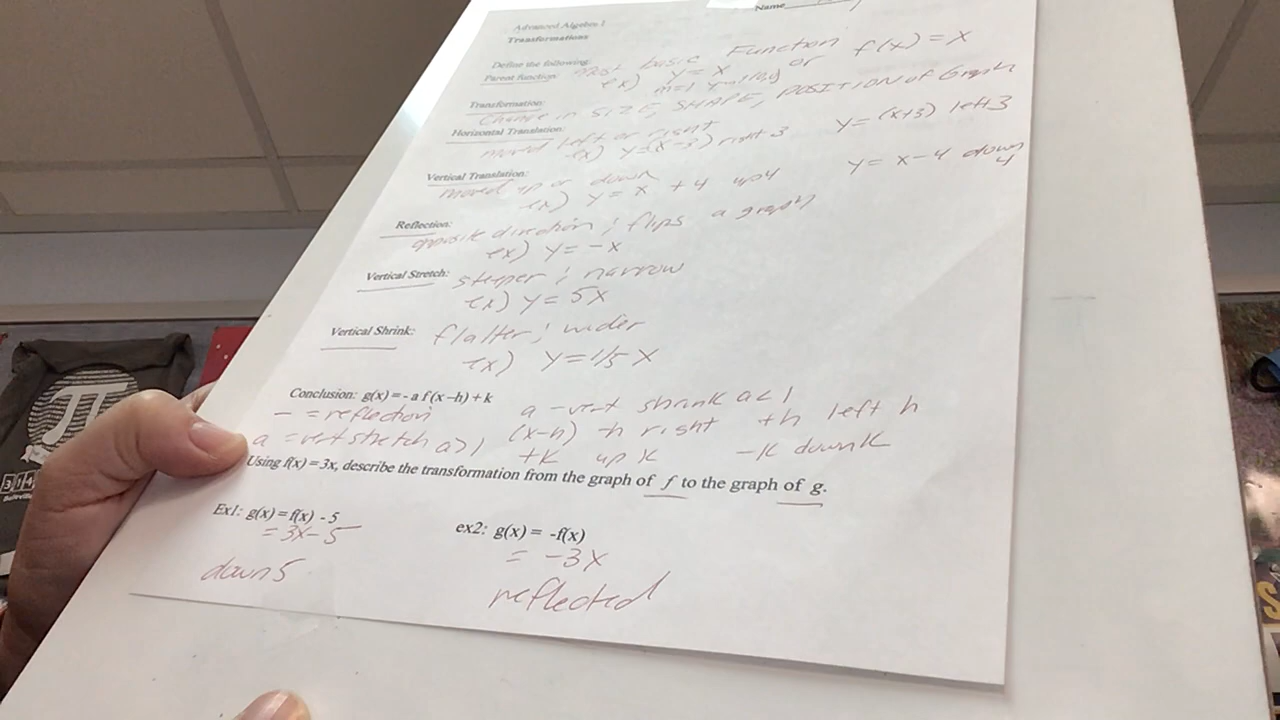 Name
Advanced Algebra 1
Transformations
Define the following:
Parent function: most basic Function or f(x) = x
ex) y = x
m=1
Transformation:
Change in SIZE, SHAPE, POSITION of Graph
Horizontal Translation:
moved left or right
ex) y=(x-3) right 3 y=(x+3) left 3
Vertical Translation:
moved up or down
ex) y = x +4 up 4 y = x-4 down 4
Reflection:
opposite direction; flips a graph
ex) y = -x
Vertical Stretch: steeper; narrow
ex) y = 5x
Vertical Shrink: flatter; wider
ex) y = 1/5 x
Conclusion: g(x) = - a f (x -h) + k
- = reflection a - vert shrink a<1
a = vert stretch a>1 (x-h) -h right +h left h
+k up k -k down k
Using f(x) = 3x, describe the transformation from the graph of f to the graph of g.
Ex1: g(x) = f(x) - 5 ex2: g(x) = -f(x)
= 3x-5 = -3x
down 5 reflected
π
314